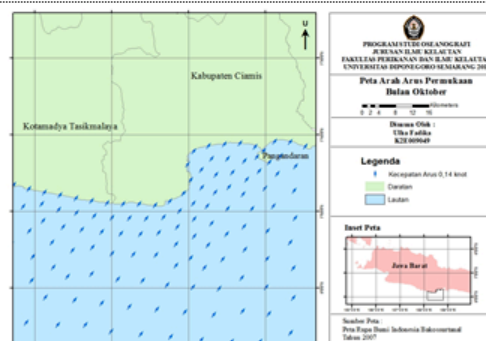 U
Kabupaten Ciamis
Kotamadya Tasikmalaya
Pangandaran
PROGRAM STUDI OSEANOGRAFI
JURUSAN ILMU KELAUTAN
FAKULTAS PERIKANAN DAN ILMU KELAUTA
UNIVERSITAS DIPONEGORO SEMARANG 201
Peta Arah Arus Permukaan
Bulan Oktober
0 2 4 8 12 16 Kilometers
Disusun Oleh :
Ulha Fadika
K2E009049
Legenda
Kecepatan Arus 0,14 knot
Daratan
Lautan
Inset Peta
Jawa Barat
Sumber Peta :
Peta Rupa Bumi Indonesia Bakosurtanal
Tahun 2007